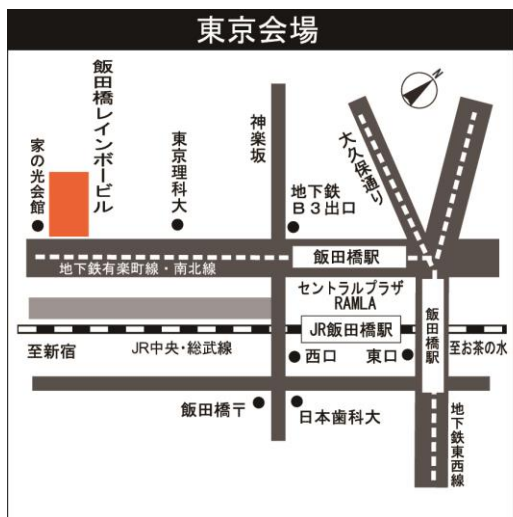 東京会場
N
飯田橋レインボービル
家の光会館
東京理科大
神楽坂
地下鉄
B3出口
大久保通り
飯田橋駅
地下鉄有楽町線・南北線
セントラルプラザ
RAMLA
JR飯田橋駅
飯田橋駅
至新宿
JR中央・総武線
西口
東口
至お茶の水
飯田橋〒
日本歯科大
地下鉄東西線